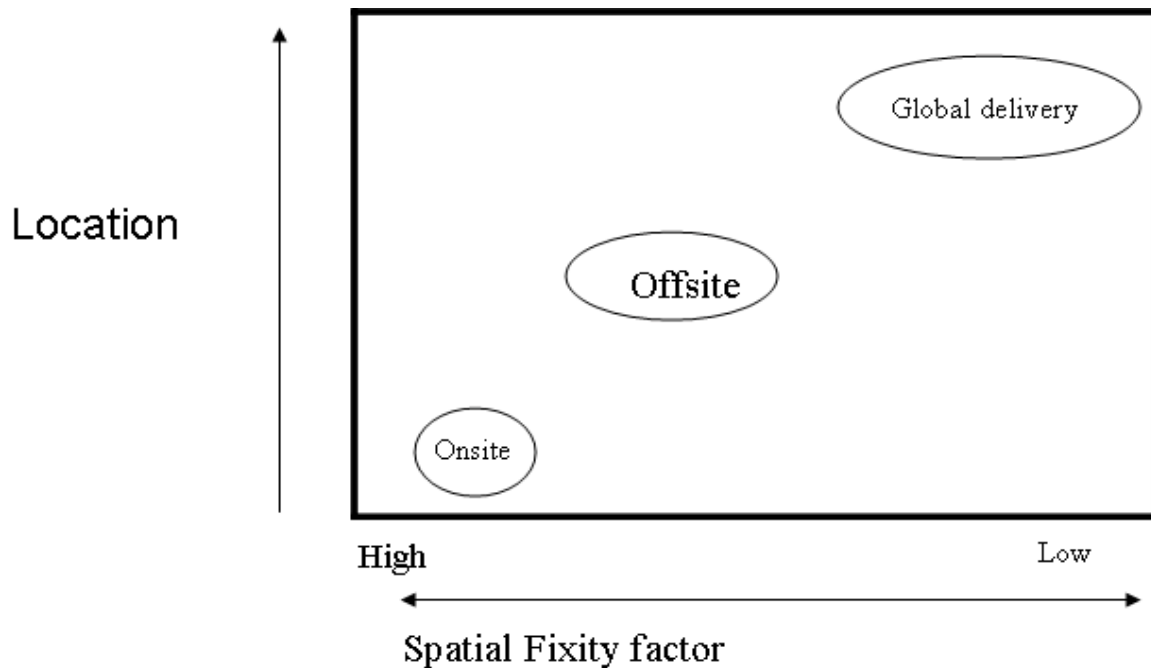 Global delivery
Location
Offsite
Onsite
High
Low
Spatial Fixity factor